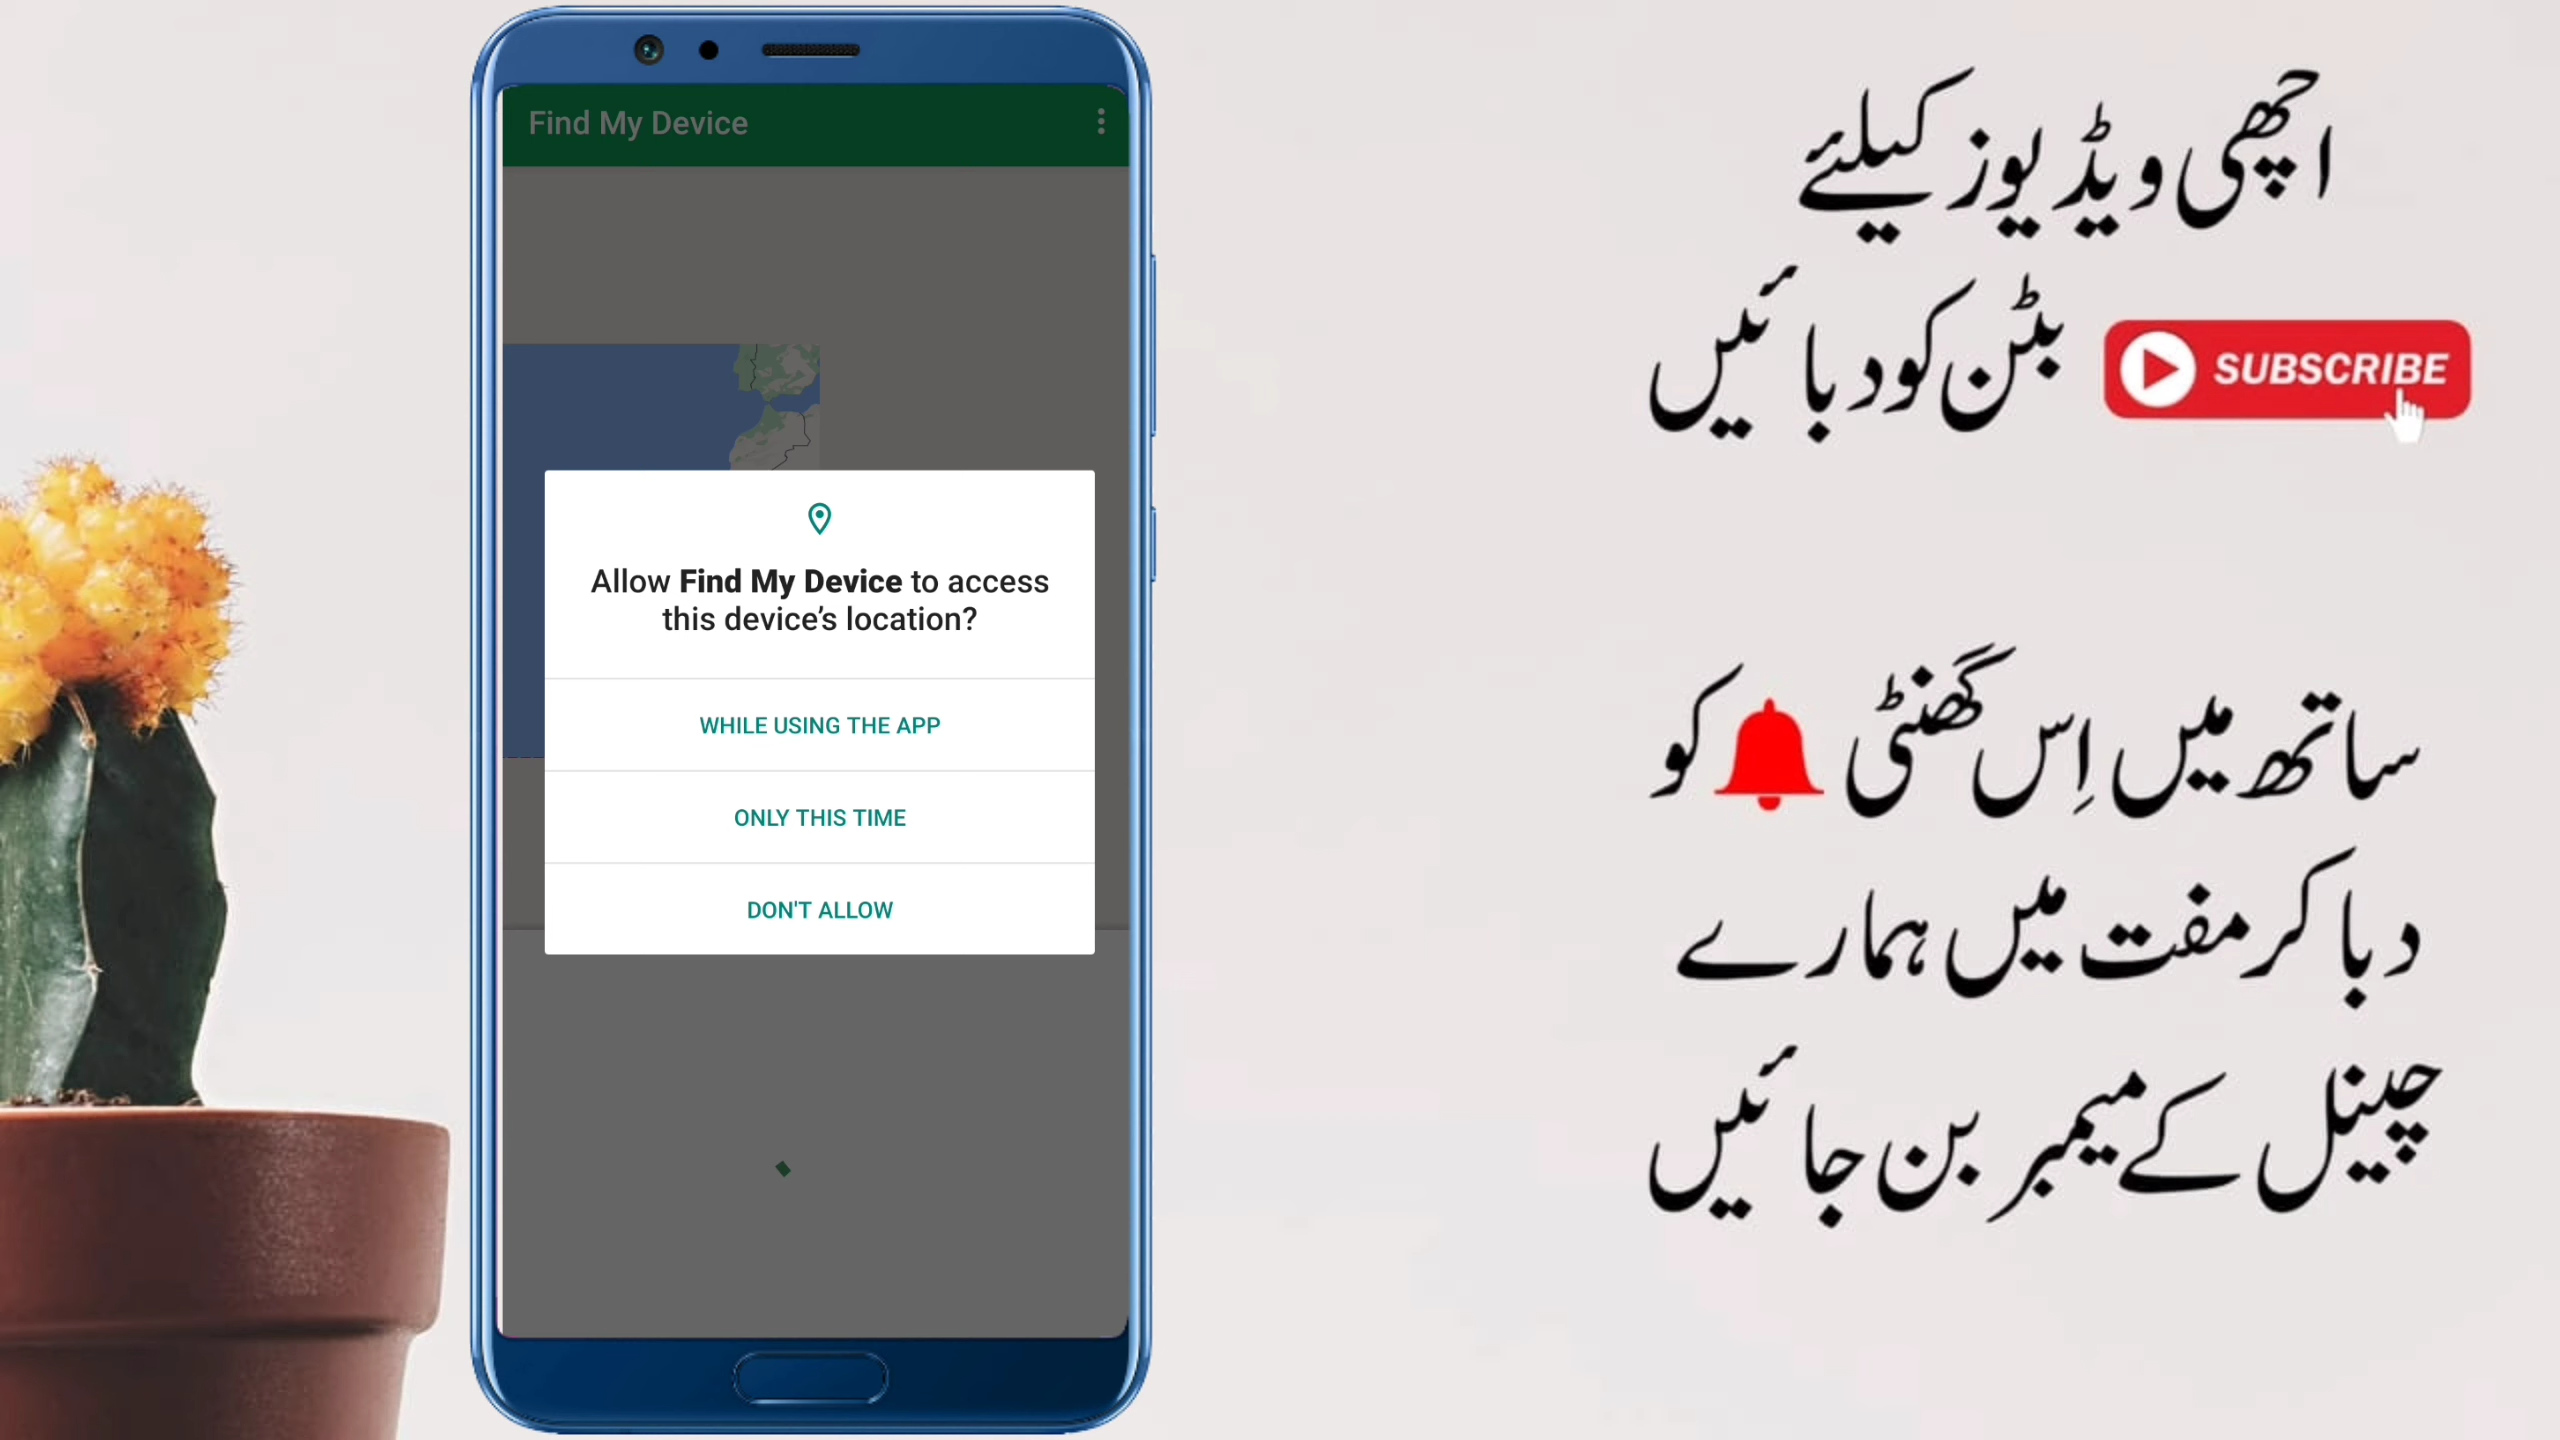 Find My Device
Allow Find My Device to access
this device's location?
WHILE USING THE APP
ONLY THIS TIME
DON'T ALLOW
اچھی ویڈیوز کیلئے
SUBSCRIBE بٹن کو دبائیں
ساتھ میں اِس گھنٹی کو
دبا کر مفت میں ہمارے
چینل کے میمبر بن جائیں